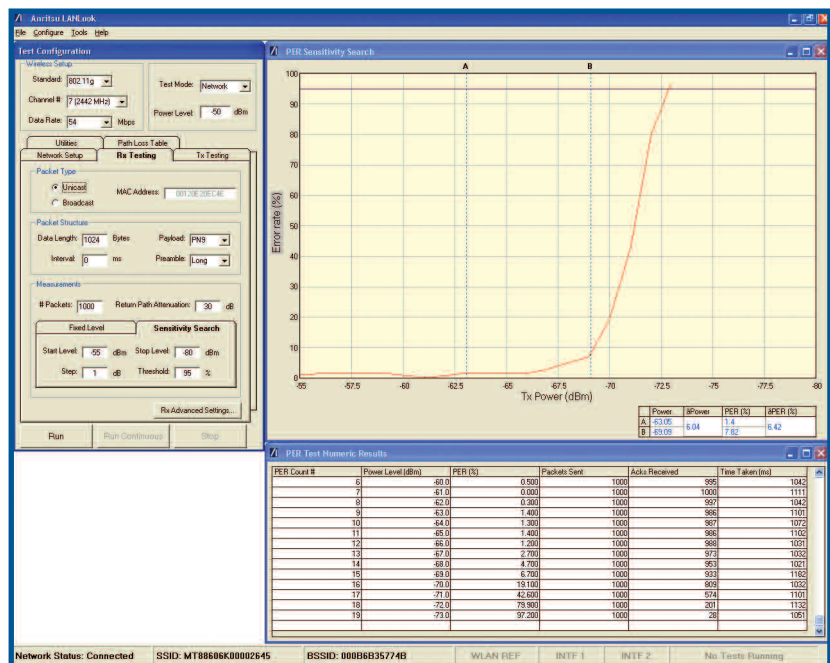 Anritsu LANLook
File Configure Tools Help
Test Configuration
Wireless Setup
Standard: 802.11g
Channel #: 7 (2442 MHz)
Data Rate: 54 Mbps
Test Mode: Network
Power Level: -50 dBm
Utilities Path Loss Table
Network Setup Rx Testing Tx Testing
Packet Type
Unicast
Broadcast
MAC Address: 00120E20EC4E
Packet Structure
Data Length: 1024 Bytes Payload: PN9
Interval: 0 ms Preamble: Long
Measurements
# Packets: 1000 Return Path Attenuation: 30 dB
Fixed Level Sensitivity Search
Start Level: -55 dBm Stop Level: -80 dBm
Step: 1 dB Threshold: 95 %
Rx Advanced Settings...
Run Run Continuous Stop
PER Sensitivity Search
A B
100
90
80
70
60
50
40
30
20
10
0
Error rate (%)
-55 -57.5 -60 -62.5 -65 -67.5 -70 -72.5 -75 -77.5 -80
Tx Power (dBm)
Power δPower PER (%) δPER (%)
A -63.05 6.04 1.4 6.42
B -69.09 7.82
PER Test Numeric Results
PER Count # Power Level (dBm) PER (%) Packets Sent Acks Received Time Taken (ms)
6 -60.0 0.500 1000 995 1042
7 -61.0 0.000 1000 1000 1111
8 -62.0 0.300 1000 997 1042
9 -63.0 1.400 1000 986 1101
10 -64.0 1.300 1000 987 1072
11 -65.0 1.400 1000 986 1102
12 -66.0 1.200 1000 988 1031
13 -67.0 2.700 1000 973 1032
14 -68.0 4.700 1000 953 1021
15 -69.0 6.700 1000 933 1182
16 -70.0 19.100 1000 809 1032
17 -71.0 42.600 1000 574 1101
18 -72.0 79.900 1000 201 1132
19 -73.0 97.200 1000 28 1051
Network Status: Connected SSID: MT88606K00002645 BSSID: 000B6B35774B WLAN REF INTF 1 INTF 2 No Tests Running